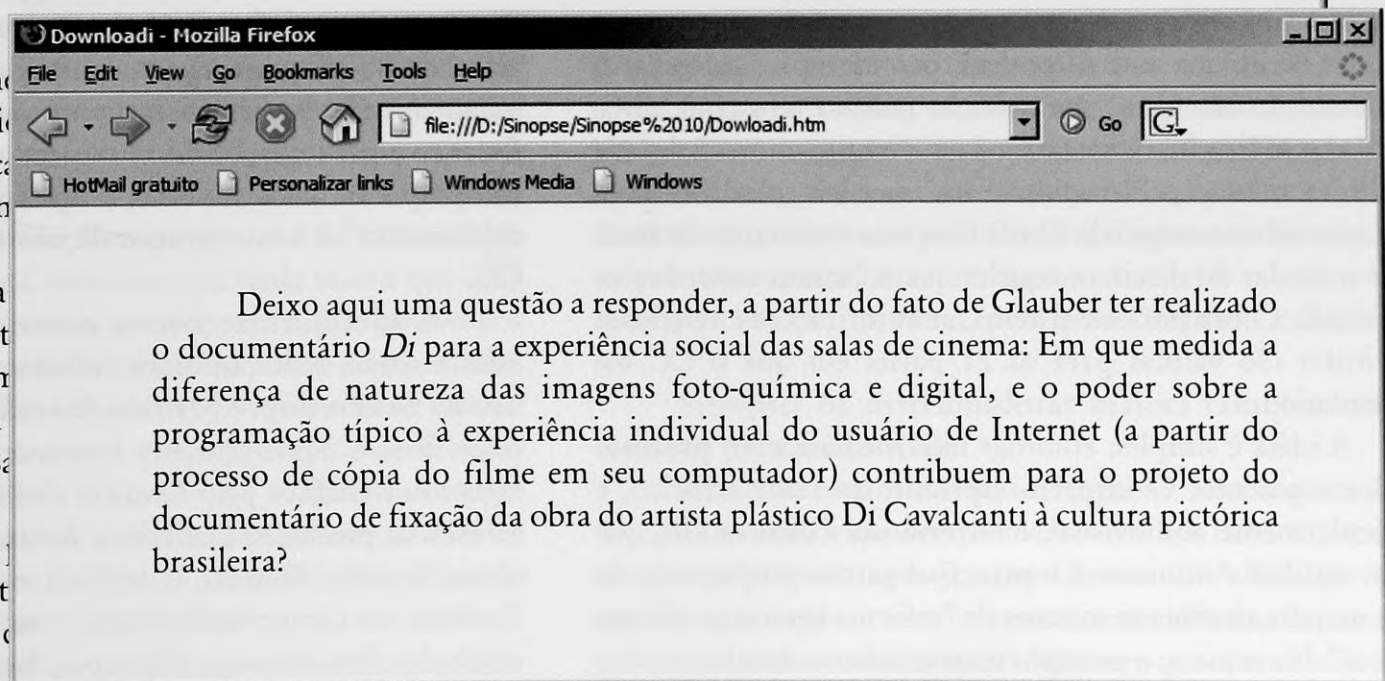 Downloadi - Mozilla Firefox
File Edit View Go Bookmarks Tools Help
file:///D:/Sinopse/Sinopse%2010/Dowloadi.htm Go G
HotMail gratuito Personalizar links Windows Media Windows
Deixo aqui uma questão a responder, a partir do fato de Glauber ter realizado
o documentário Di para a experiência social das salas de cinema: Em que medida a
diferença de natureza das imagens foto-química e digital, e o poder sobre a
programação típico à experiência individual do usuário de Internet (a partir do
processo de cópia do filme em seu computador) contribuem para o projeto do
documentário de fixação da obra do artista plástico Di Cavalcanti à cultura pictórica
brasileira?